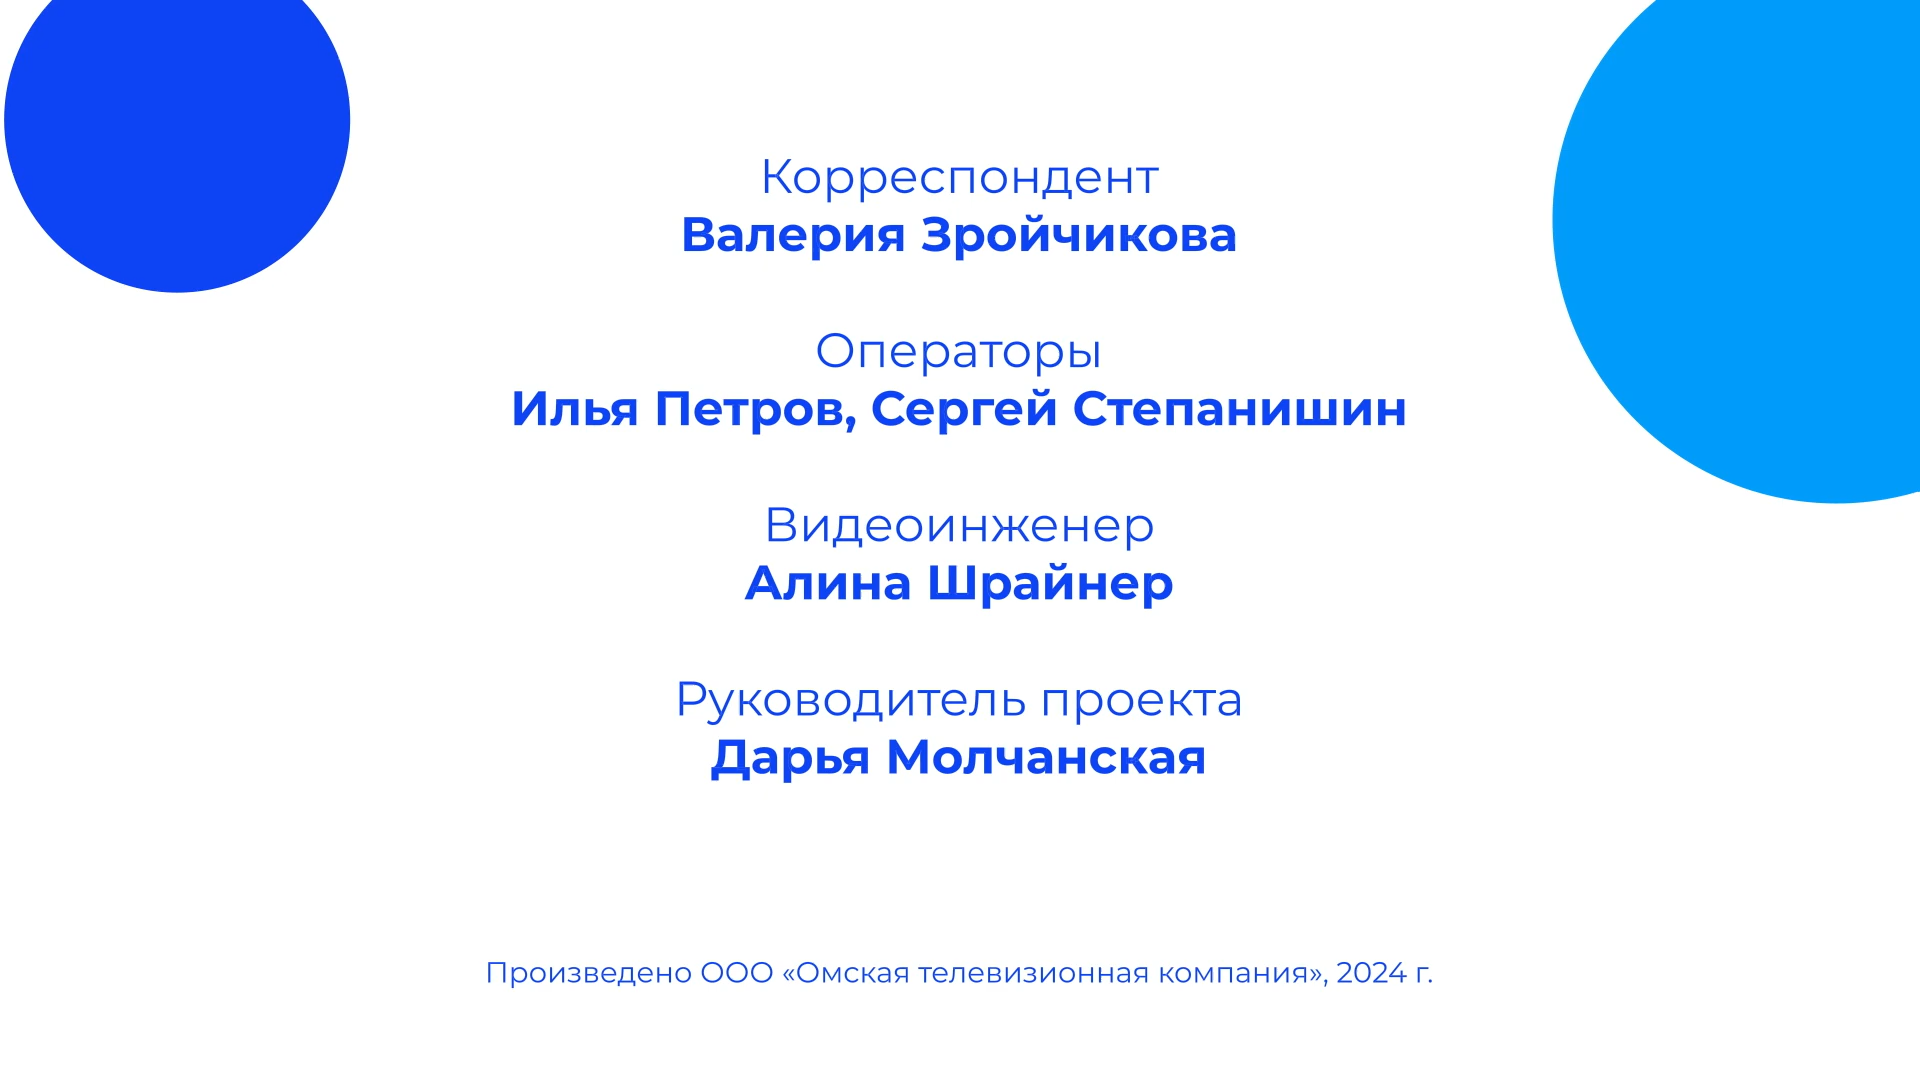 Корреспондент
Валерия Зройчикова
Операторы
Илья Петров, Сергей Степанишин
Видеоинженер
Алина Шрайнер
Руководитель проекта
Дарья Молчанская
Произведено ООО «Омская телевизионная компания», 2024 г.